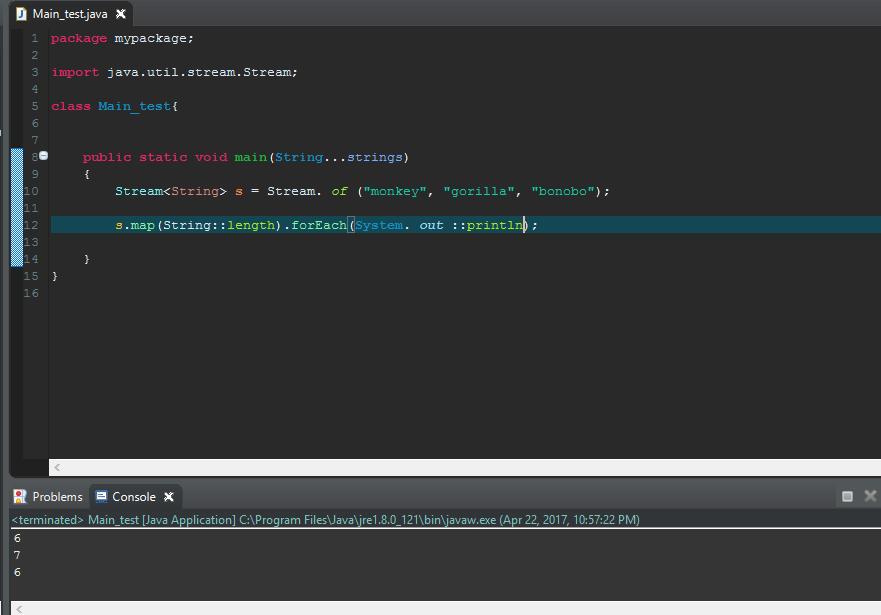 Main_test.java
1 package mypackage;
2
3 import java.util.stream.Stream;
4
5 class Main_test{
6
7
8 public static void main(String...strings)
9 {
10 Stream<String> s = Stream. of ("monkey", "gorilla", "bonobo");
11
12 s.map(String::length).forEach(System. out ::println);
13
14 }
15 }
16
Problems Console
<terminated> Main_test [Java Application] C:\Program Files\Java\jre1.8.0_121\bin\javaw.exe (Apr 22, 2017, 10:57:22 PM)
6
7
6